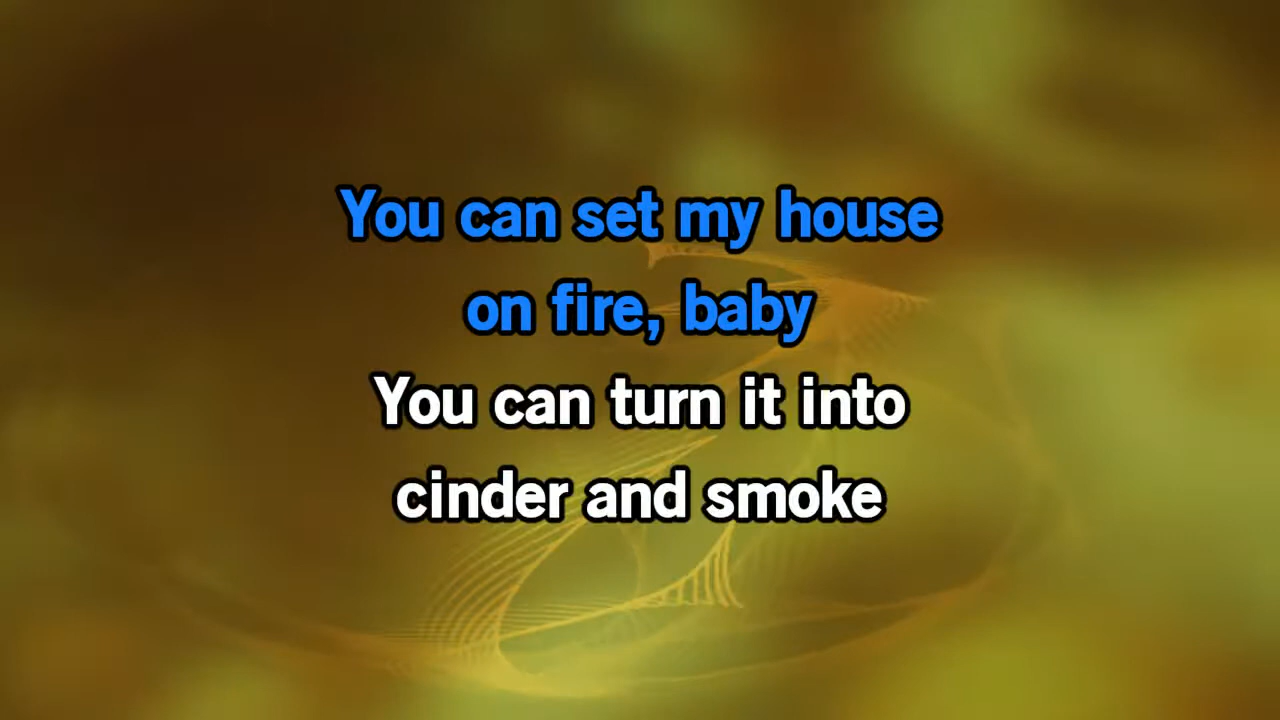 You can set my house
on fire, baby
You can turn it into
cinder and smoke